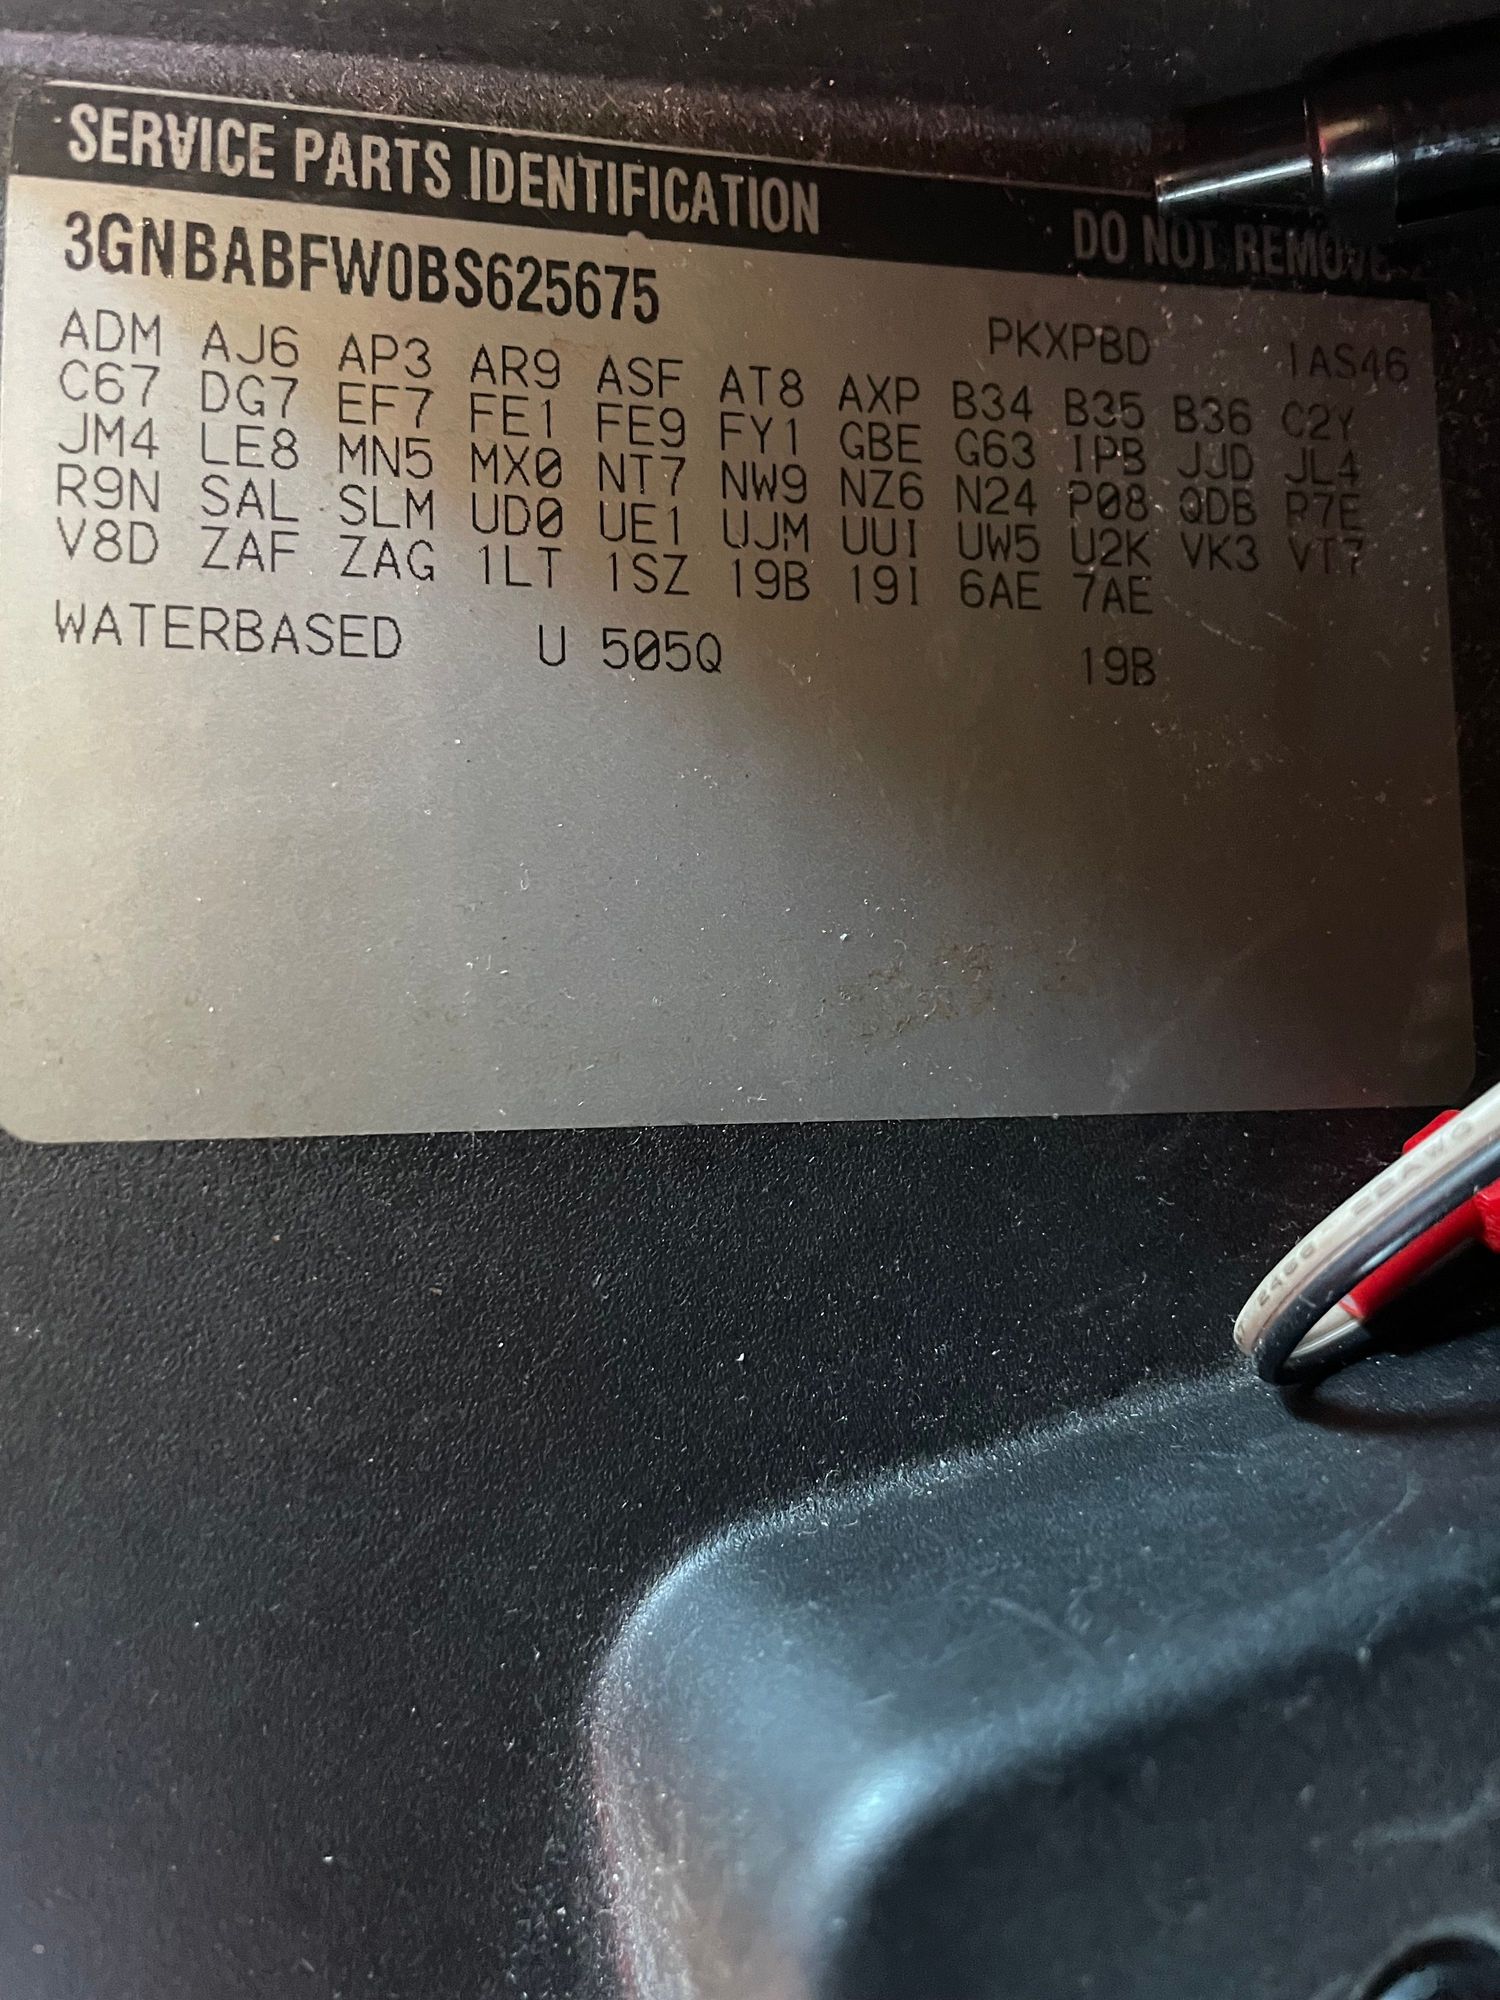 SERVICE PARTS IDENTIFICATION DO NOT REMOVE
3GNBABFW0BS625675
PKXPBD 1AS46
ADM AJ6 AP3 AR9 ASF AT8 AXP B34 B35 B36 C2Y
C67 DG7 EF7 FE1 FE9 FY1 GBE G63 IPB JJD JL4
JM4 LE8 MN5 MX0 NT7 NW9 NZ6 N24 P08 QDB R7E
R9N SAL SLM UD0 UE1 UJM UUI UW5 U2K VK3 VT7
V8D ZAF ZAG 1LT 1SZ 19B 19I 6AE 7AE
WATERBASED U 505Q 19B